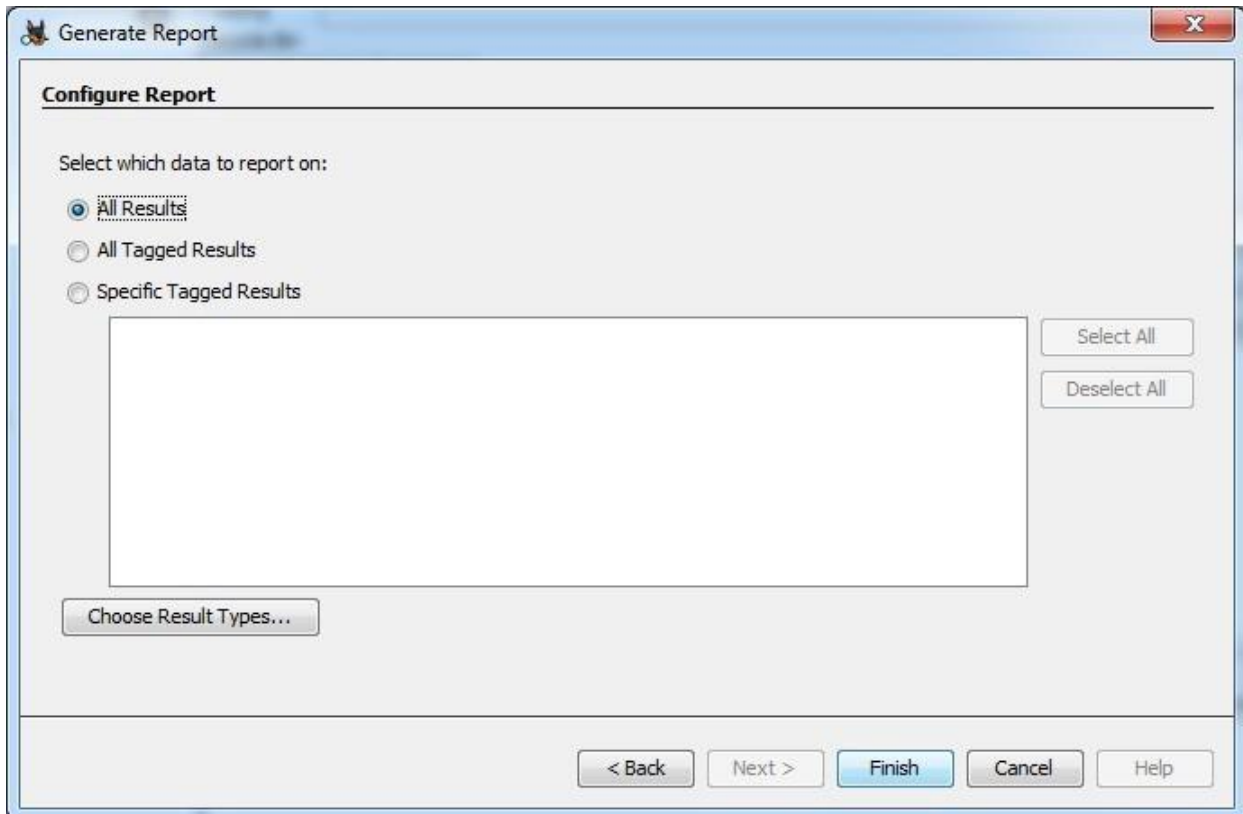 Generate Report
Configure Report
Select which data to report on:
All Results
All Tagged Results
Specific Tagged Results
Select All
Deselect All
Choose Result Types...
< Back Next > Finish Cancel Help